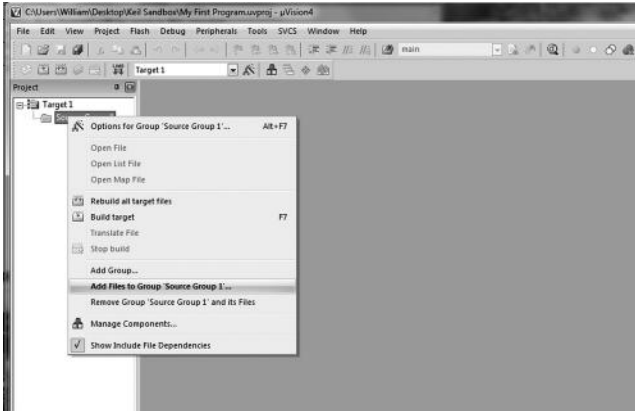 C:\Users\William\Desktop\Keil Sandbox\My First Program.uvproj - µVision4
File Edit View Project Flash Debug Peripherals Tools SVCS Window Help
main
Target 1
Project
Target 1
Options for Group 'Source Group 1'... Alt+F7
Open File
Open List File
Open Map File
Rebuild all target files
Build target F7
Translate File
Stop build
Add Group...
Add Files to Group 'Source Group 1'...
Remove Group 'Source Group 1' and its Files
Manage Components...
Show Include File Dependencies